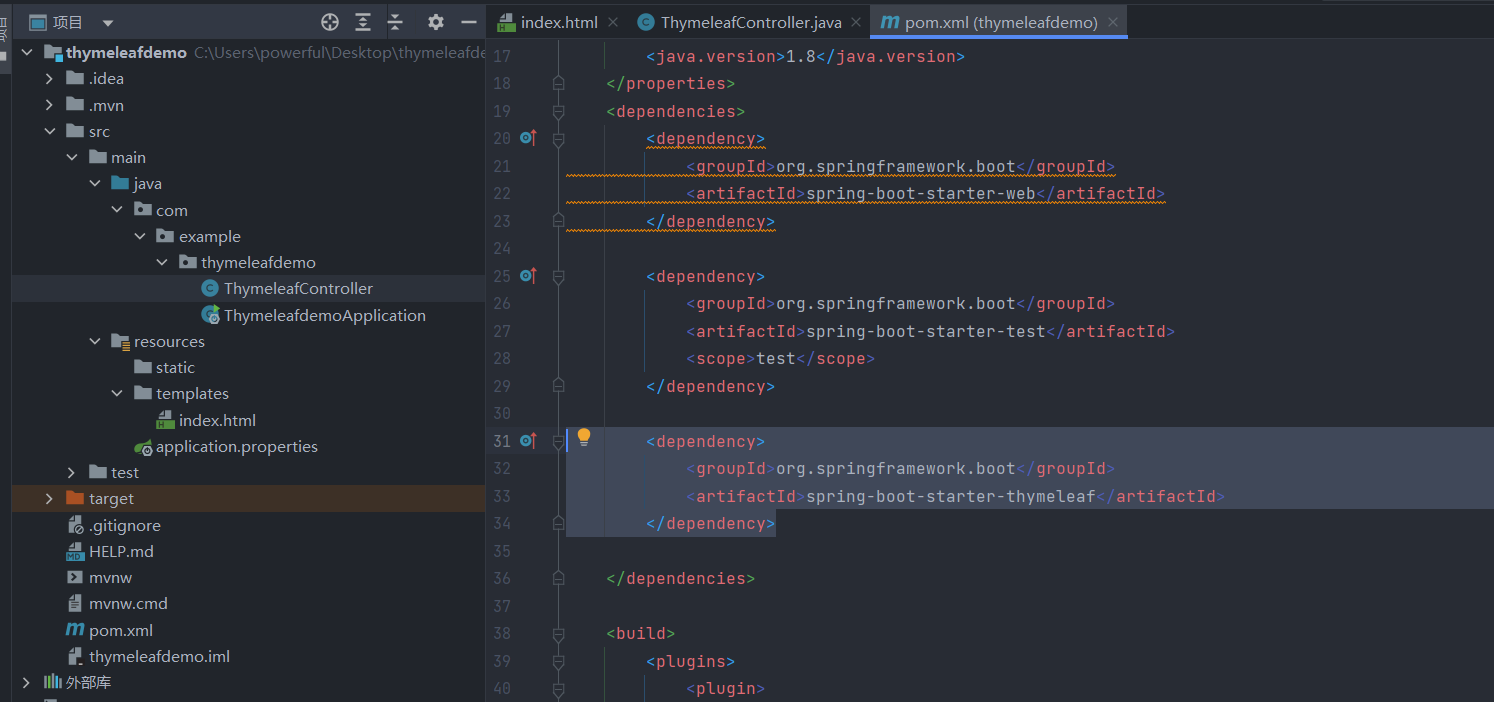 项目
项目
thymeleafdemo C:\Users\powerful\Desktop\thymeleafde
.idea
.mvn
src
main
java
com
example
thymeleafdemo
ThymeleafController
ThymeleafdemoApplication
resources
static
templates
index.html
application.properties
test
target
.gitignore
HELP.md
mvnw
mvnw.cmd
pom.xml
thymeleafdemo.iml
外部库
index.html ThymeleafController.java pom.xml (thymeleafdemo)
17 <java.version>1.8</java.version>
18 </properties>
19 <dependencies>
20 <dependency>
21 <groupId>org.springframework.boot</groupId>
22 <artifactId>spring-boot-starter-web</artifactId>
23 </dependency>
24
25 <dependency>
26 <groupId>org.springframework.boot</groupId>
27 <artifactId>spring-boot-starter-test</artifactId>
28 <scope>test</scope>
29 </dependency>
30
31 <dependency>
32 <groupId>org.springframework.boot</groupId>
33 <artifactId>spring-boot-starter-thymeleaf</artifactId>
34 </dependency>
35
36 </dependencies>
37
38 <build>
39 <plugins>
40 <plugin>